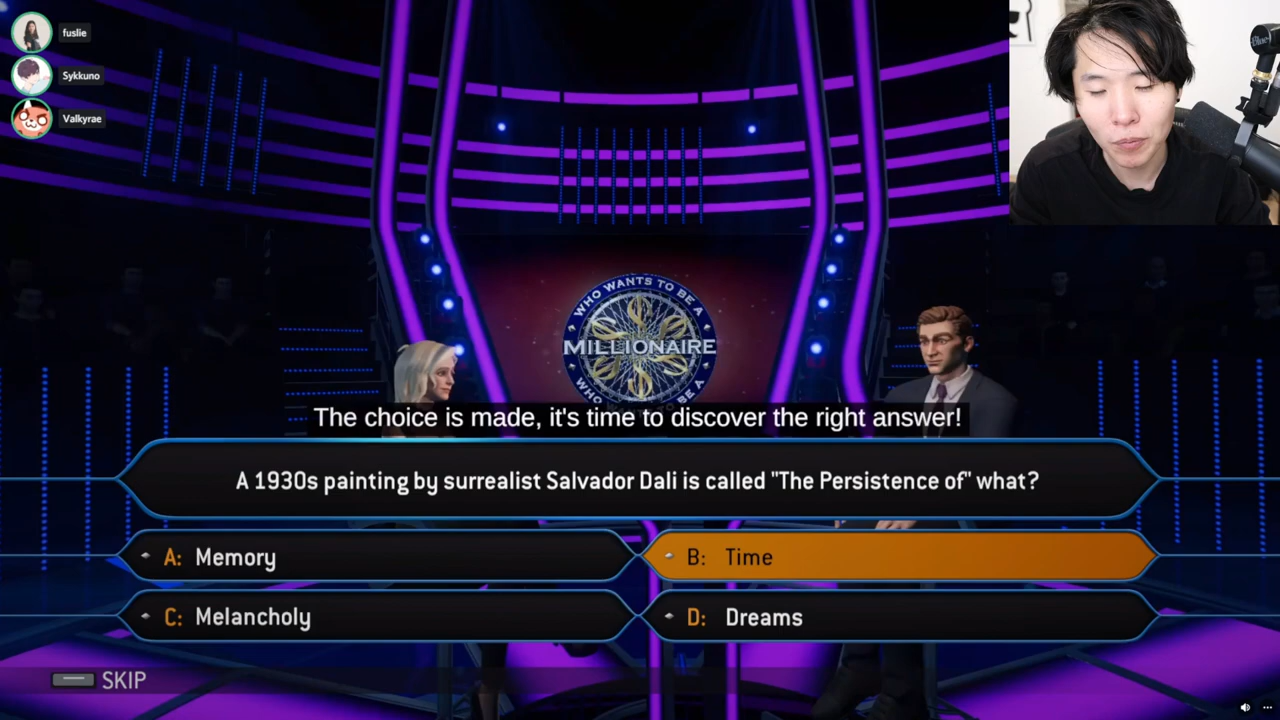 fuslie
Sykkuno
Valkyrae
WHO WANTS TO BE A
MILLIONAIRE
The choice is made, it's time to discover the right answer!
A 1930s painting by surrealist Salvador Dali is called "The Persistence of" what?
A: Memory
B: Time
C: Melancholy
D: Dreams
SKIP